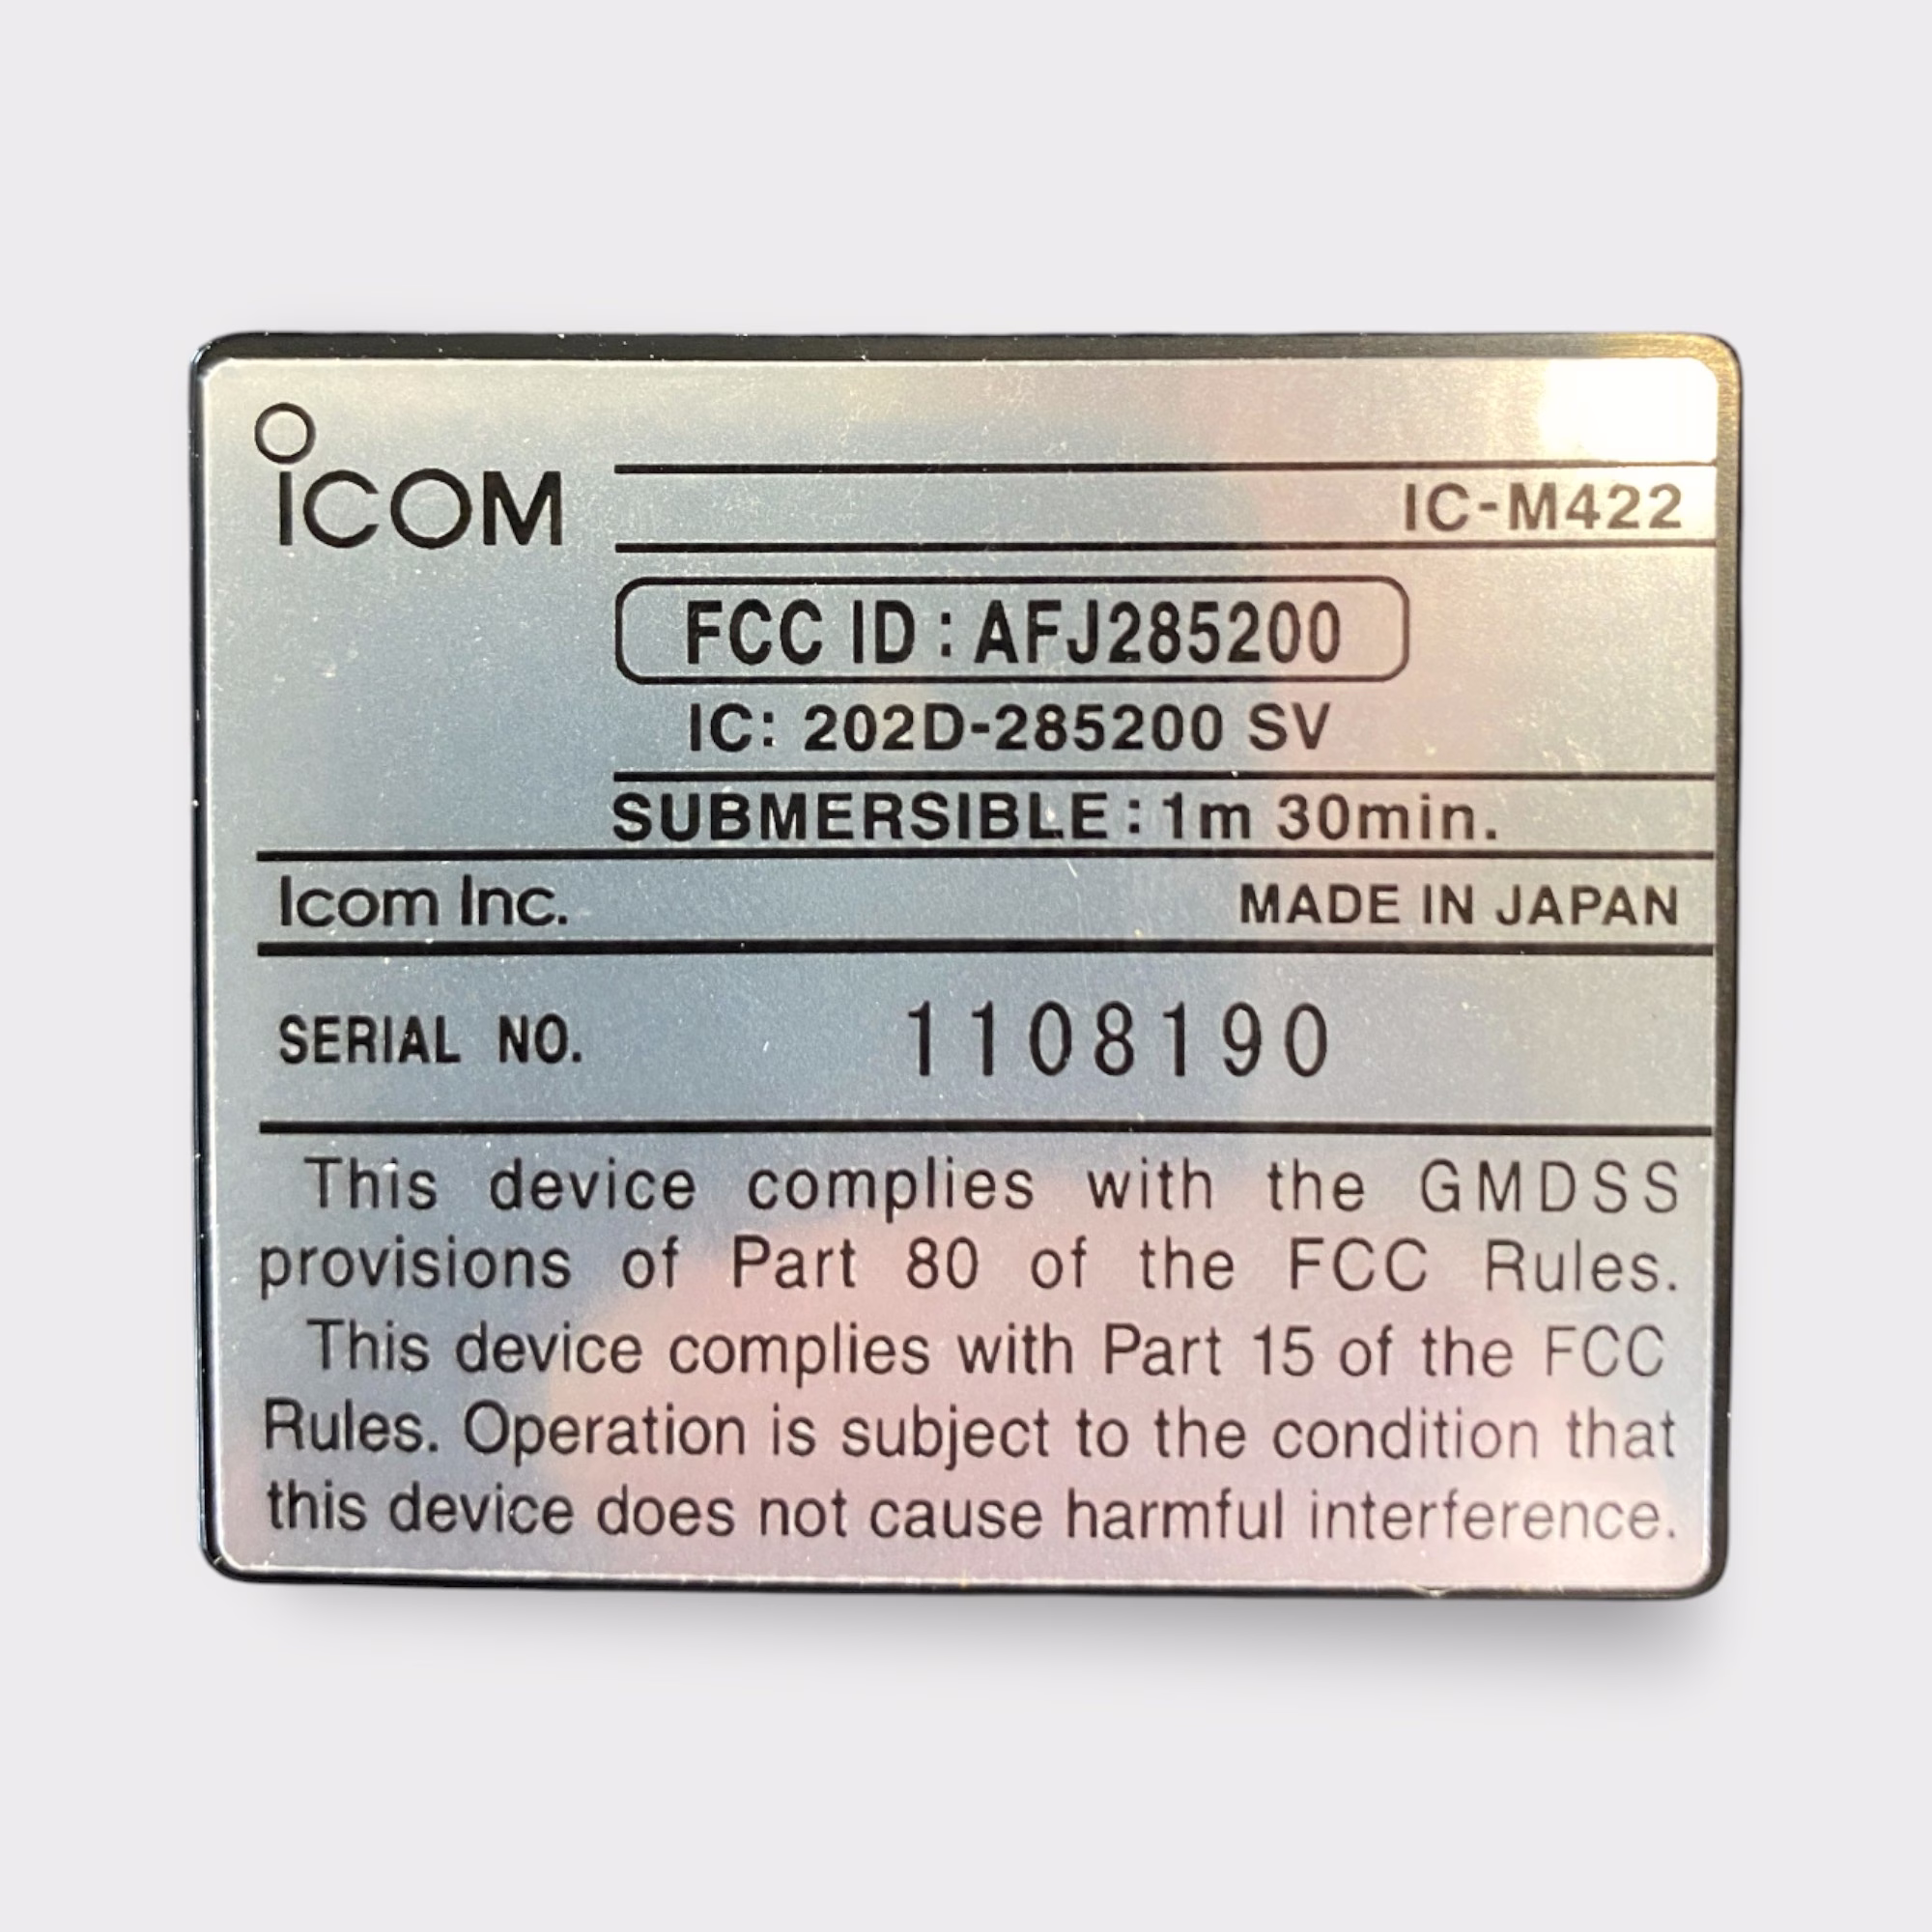 ICOM
IC-M422
FCC ID : AFJ285200
IC: 202D-285200 SV
SUBMERSIBLE : 1m 30min.
Icom Inc. MADE IN JAPAN
SERIAL NO. 1108190
This device complies with the GMDSS
provisions of Part 80 of the FCC Rules.
This device complies with Part 15 of the FCC
Rules. Operation is subject to the condition that
this device does not cause harmful interference.